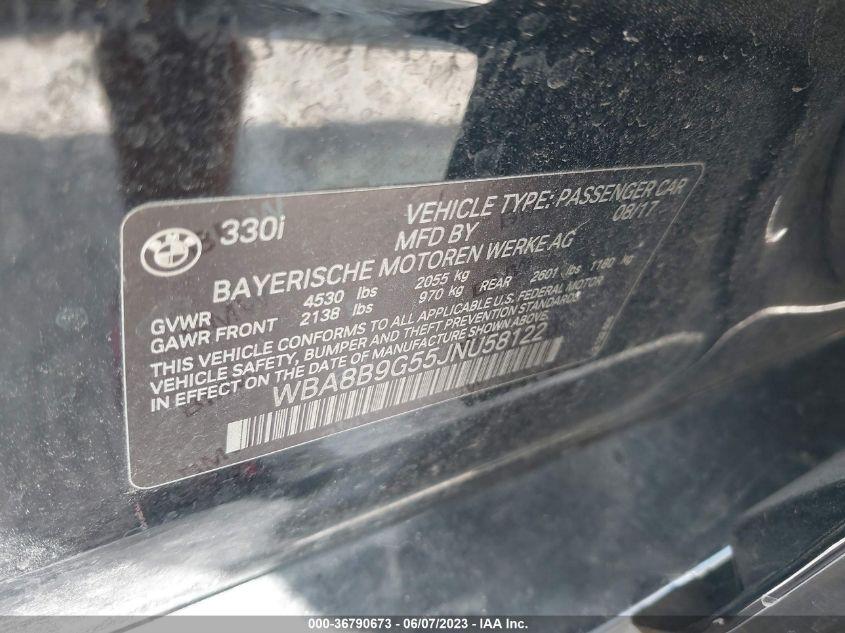 330i VEHICLE TYPE: PASSENGER CAR
MFD BY 08/17
BAYERISCHE MOTOREN WERKE AG
GVWR 4530 lbs 2055 kg
GAWR FRONT 2138 lbs 970 kg REAR 2601 lbs 1180 kg
THIS VEHICLE CONFORMS TO ALL APPLICABLE U.S. FEDERAL MOTOR
VEHICLE SAFETY, BUMPER AND THEFT PREVENTION STANDARDS
IN EFFECT ON THE DATE OF MANUFACTURE SHOWN ABOVE.
WBA8B9G55JNU58122
000-36790673 - 06/07/2023 - IAA Inc.